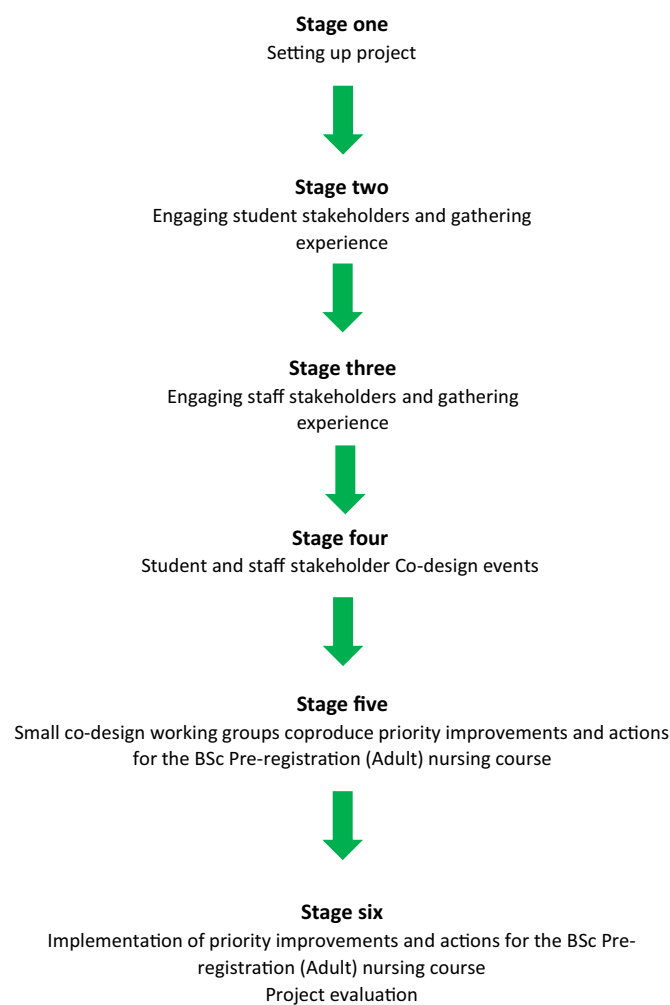 Stage one
Setting up project
Stage two
Engaging student stakeholders and gathering
experience
Stage three
Engaging staff stakeholders and gathering
experience
Stage four
Student and staff stakeholder Co-design events
Stage five
Small co-design working groups coproduce priority improvements and actions
for the BSc Pre-registration (Adult) nursing course
Stage six
Implementation of priority improvements and actions for the BSc Pre-
registration (Adult) nursing course
Project evaluation